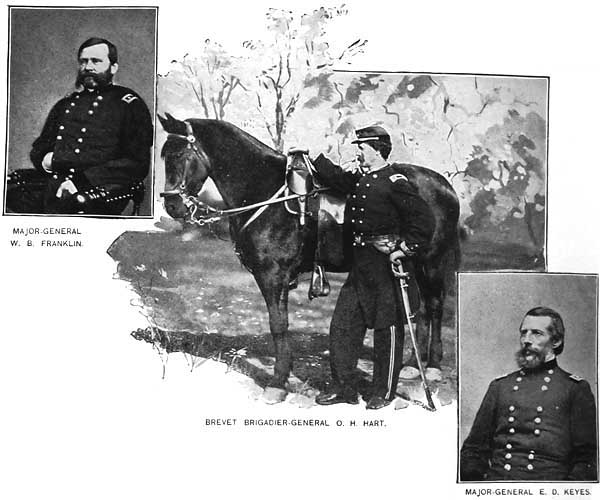 MAJOR-GENERAL
W. B. FRANKLIN.
BREVET BRIGADIER-GENERAL O. H. HART.
MAJOR-GENERAL E. D. KEYES.